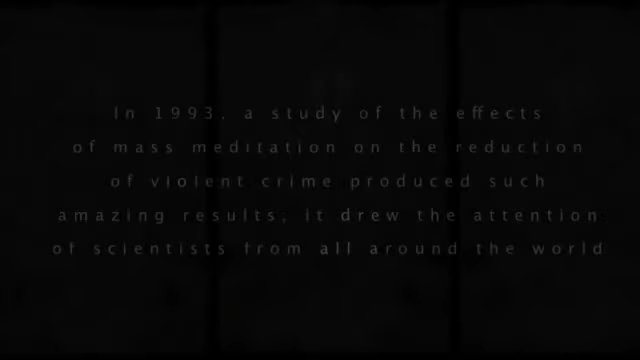 In 1993, a study of the effects
of mass meditation on the reduction
of violent crime produced such
amazing results, it drew the attention
of scientists from all around the world